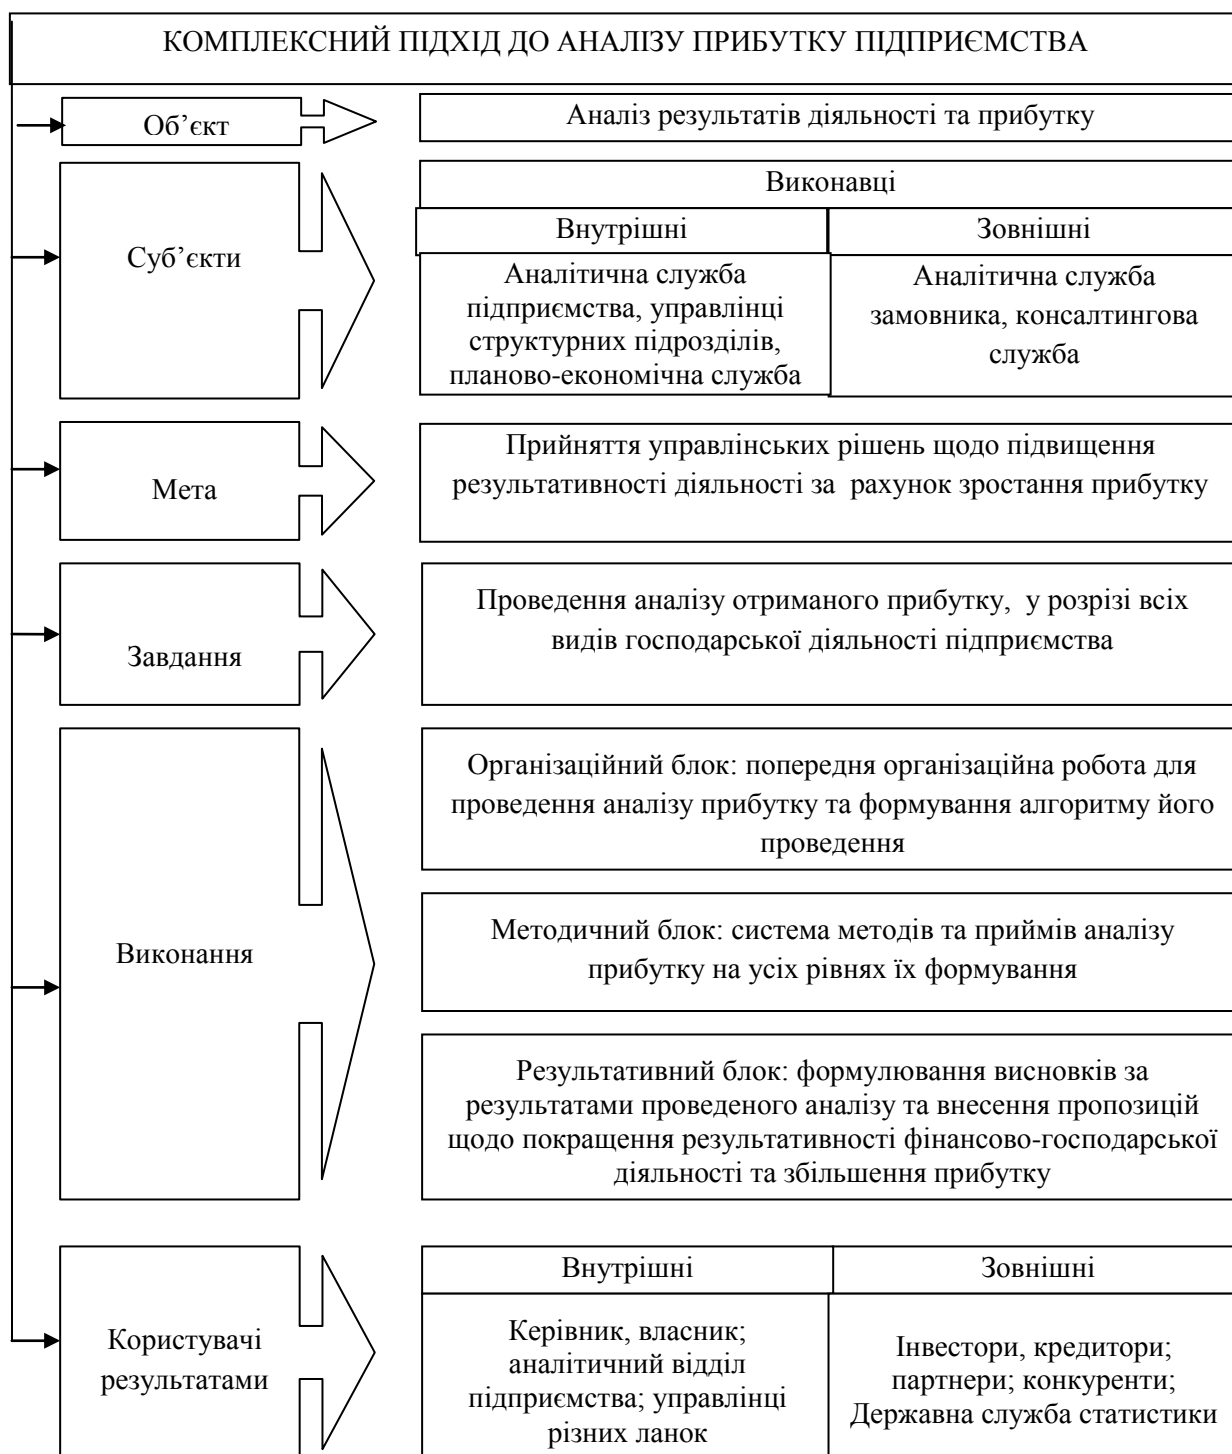 КОМПЛЕКСНИЙ ПІДХІД ДО АНАЛІЗУ ПРИБУТКУ ПІДПРИЄМСТВА
Об’єкт
Аналіз результатів діяльності та прибутку
Суб’єкти
Виконавці
Внутрішні
Зовнішні
Аналітична служба
підприємства, управлінці
структурних підрозділів,
планово-економічна служба
Аналітична служба
замовника, консалтингова
служба
Мета
Прийняття управлінських рішень щодо підвищення
результативності діяльності за рахунок зростання прибутку
Завдання
Проведення аналізу отриманого прибутку, у розрізі всіх
видів господарської діяльності підприємства
Виконання
Організаційний блок: попередня організаційна робота для
проведення аналізу прибутку та формування алгоритму його
проведення
Методичний блок: система методів та приймів аналізу
прибутку на усіх рівнях їх формування
Результативний блок: формулювання висновків за
результатами проведеного аналізу та внесення пропозицій
щодо покращення результативності фінансово-господарської
діяльності та збільшення прибутку
Користувачі
результатами
Внутрішні
Зовнішні
Керівник, власник;
аналітичний відділ
підприємства; управлінці
різних ланок
Інвестори, кредитори;
партнери; конкуренти;
Державна служба статистики